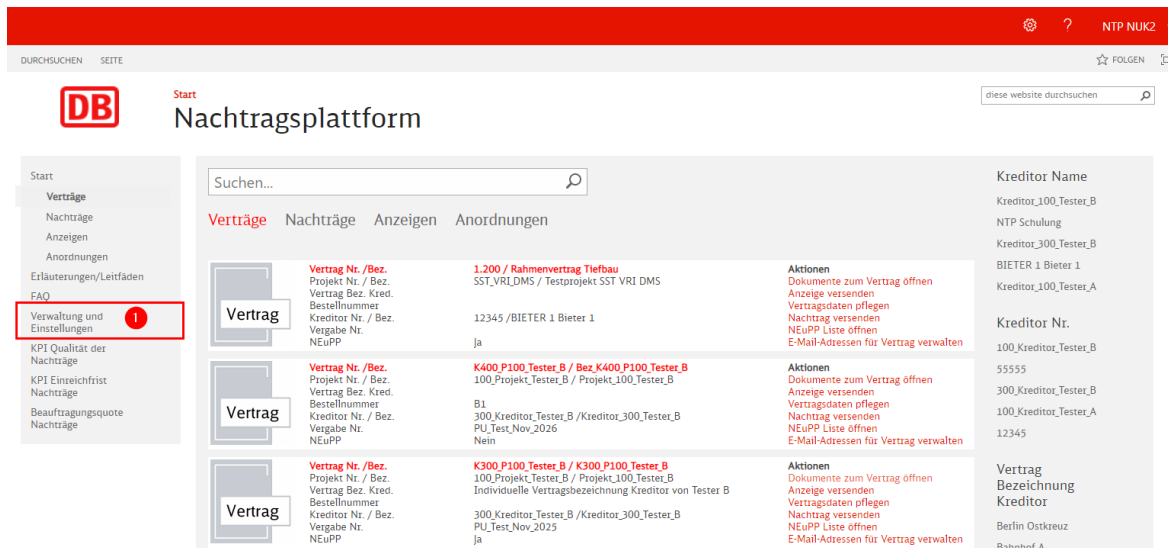 NTP NUK2
DURCHSUCHEN SEITE
FOLGEN
DB
Start
Nachtragsplattform
diese website durchsuchen
Start
Verträge
Nachträge
Anzeigen
Anordnungen
Erläuterungen/Leitfäden
FAQ
Verwaltung und
Einstellungen
1
KPI Qualität der
Nachträge
KPI Einreichfrist
Nachträge
Beauftragungsquote
Nachträge
Suchen...
Verträge Nachträge Anzeigen Anordnungen
Vertrag
Vertrag Nr. /Bez. 1.200 / Rahmenvertrag Tiefbau
Projekt Nr. / Bez. SST_VRI_DMS / Testprojekt SST VRI DMS
Vertrag Bez. Kred.
Bestellnummer
Kreditor Nr. / Bez. 12345 /BIETER 1 Bieter 1
Vergabe Nr.
NEuPP Ja
Aktionen
Dokumente zum Vertrag öffnen
Anzeige versenden
Vertragsdaten pflegen
Nachtrag versenden
NEuPP Liste öffnen
E-Mail-Adressen für Vertrag verwalten
Vertrag
Vertrag Nr. /Bez. K400_P100_Tester_B / Bez_K400_P100_Tester_B
Projekt Nr. / Bez. 100_Projekt_Tester_B / Projekt_100_Tester_B
Vertrag Bez. Kred.
Bestellnummer B1
Kreditor Nr. / Bez. 300_Kreditor_Tester_B /Kreditor_300_Tester_B
Vergabe Nr. PU_Test_Nov_2026
NEuPP Nein
Aktionen
Dokumente zum Vertrag öffnen
Anzeige versenden
Vertragsdaten pflegen
Nachtrag versenden
NEuPP Liste öffnen
E-Mail-Adressen für Vertrag verwalten
Vertrag
Vertrag Nr. /Bez. K300_P100_Tester_B / K300_P100_Tester_B
Projekt Nr. / Bez. 100_Projekt_Tester_B / Projekt_100_Tester_B
Vertrag Bez. Kred. Individuelle Vertragsbezeichnung Kreditor von Tester B
Bestellnummer
Kreditor Nr. / Bez. 300_Kreditor_Tester_B /Kreditor_300_Tester_B
Vergabe Nr. PU_Test_Nov_2025
NEuPP Ja
Aktionen
Dokumente zum Vertrag öffnen
Anzeige versenden
Vertragsdaten pflegen
Nachtrag versenden
NEuPP Liste öffnen
E-Mail-Adressen für Vertrag verwalten
Kreditor Name
Kreditor_100_Tester_B
NTP Schulung
Kreditor_300_Tester_B
BIETER 1 Bieter 1
Kreditor_100_Tester_A
Kreditor Nr.
100_Kreditor_Tester_B
55555
300_Kreditor_Tester_B
100_Kreditor_Tester_A
12345
Vertrag
Bezeichnung
Kreditor
Berlin Ostkreuz
Bahnhof A